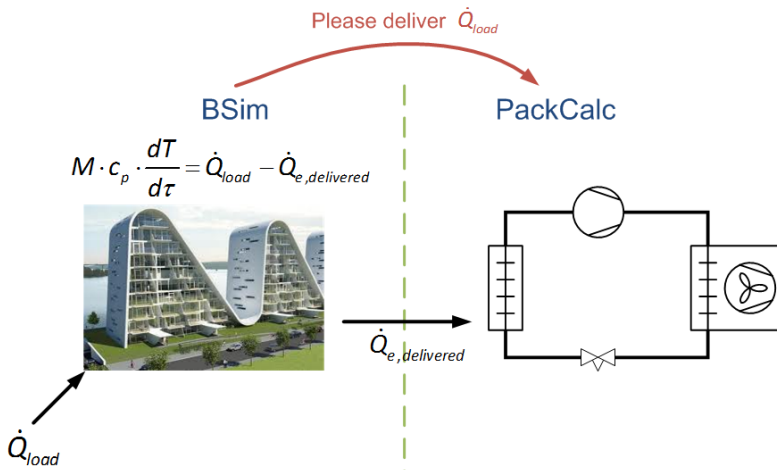 Please deliver Q̇load
BSim
PackCalc
M · cp · dT/dτ = Q̇load − Q̇e,delivered
Q̇e,delivered
Q̇load